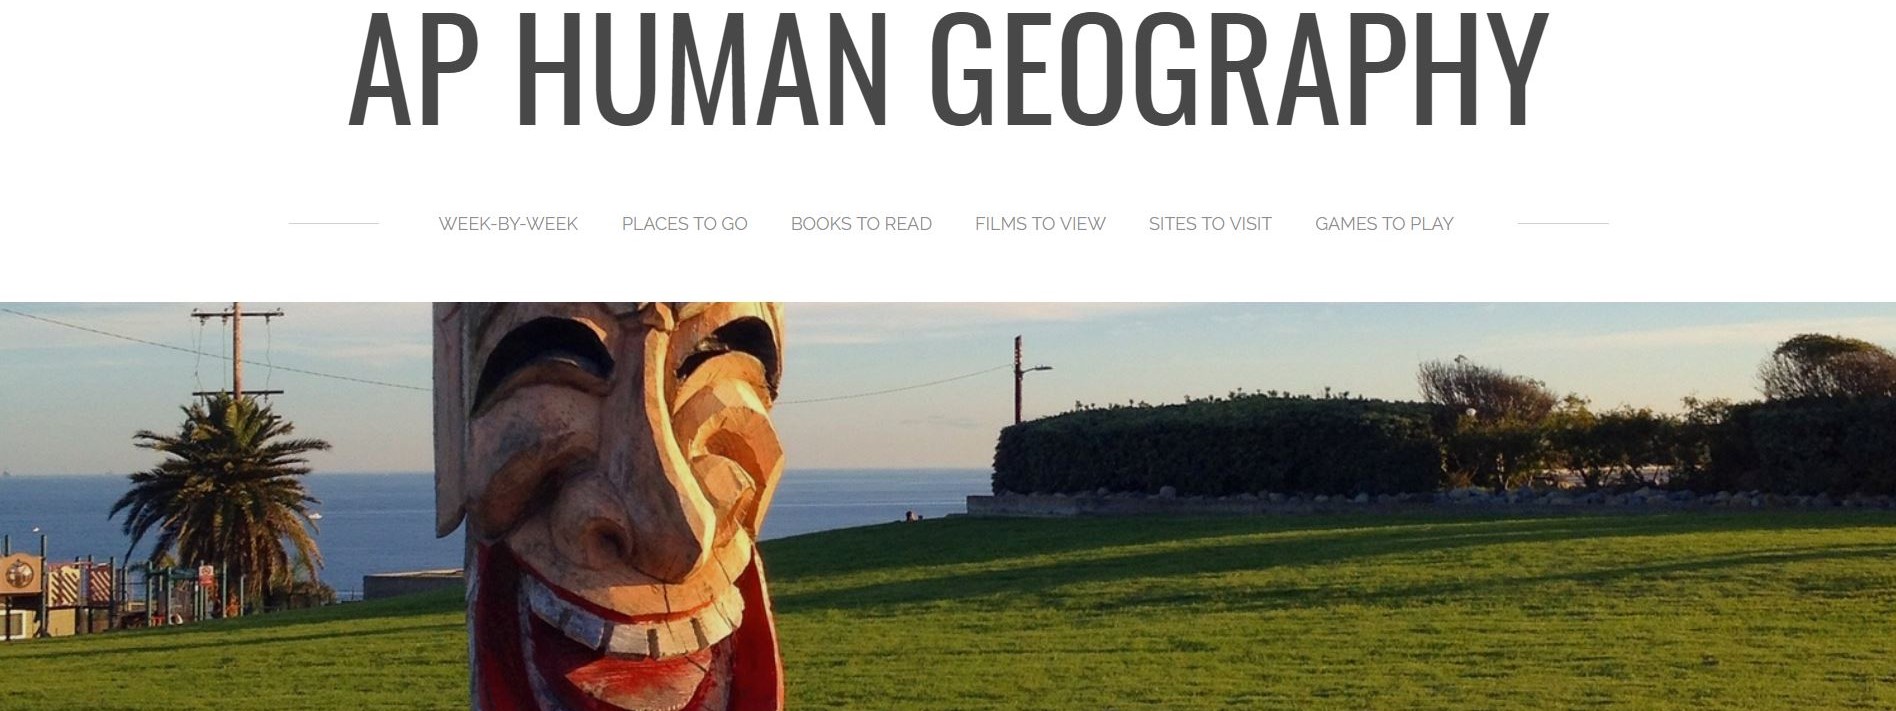 AP HUMAN GEOGRAPHY
WEEK-BY-WEEK PLACES TO GO BOOKS TO READ FILMS TO VIEW SITES TO VISIT GAMES TO PLAY